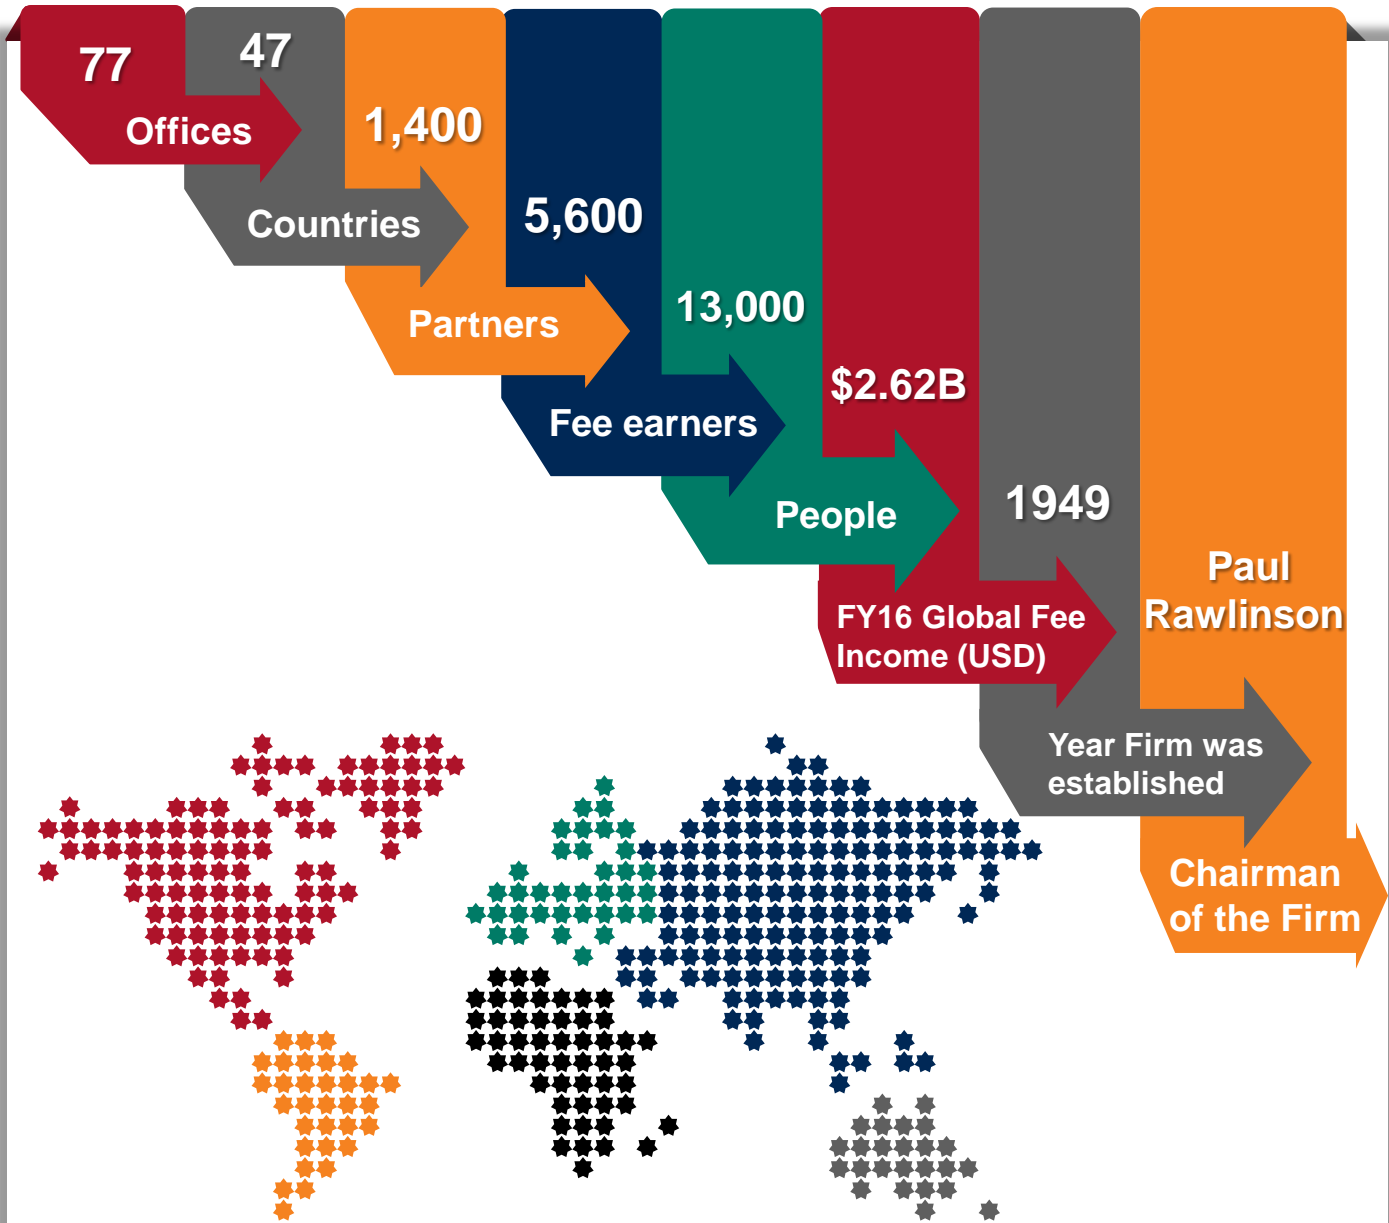 77
Offices
47
Countries
1,400
Partners
5,600
Fee earners
13,000
People
$2.62B
FY16 Global Fee
Income (USD)
1949
Year Firm was
established
Paul
Rawlinson
Chairman
of the Firm